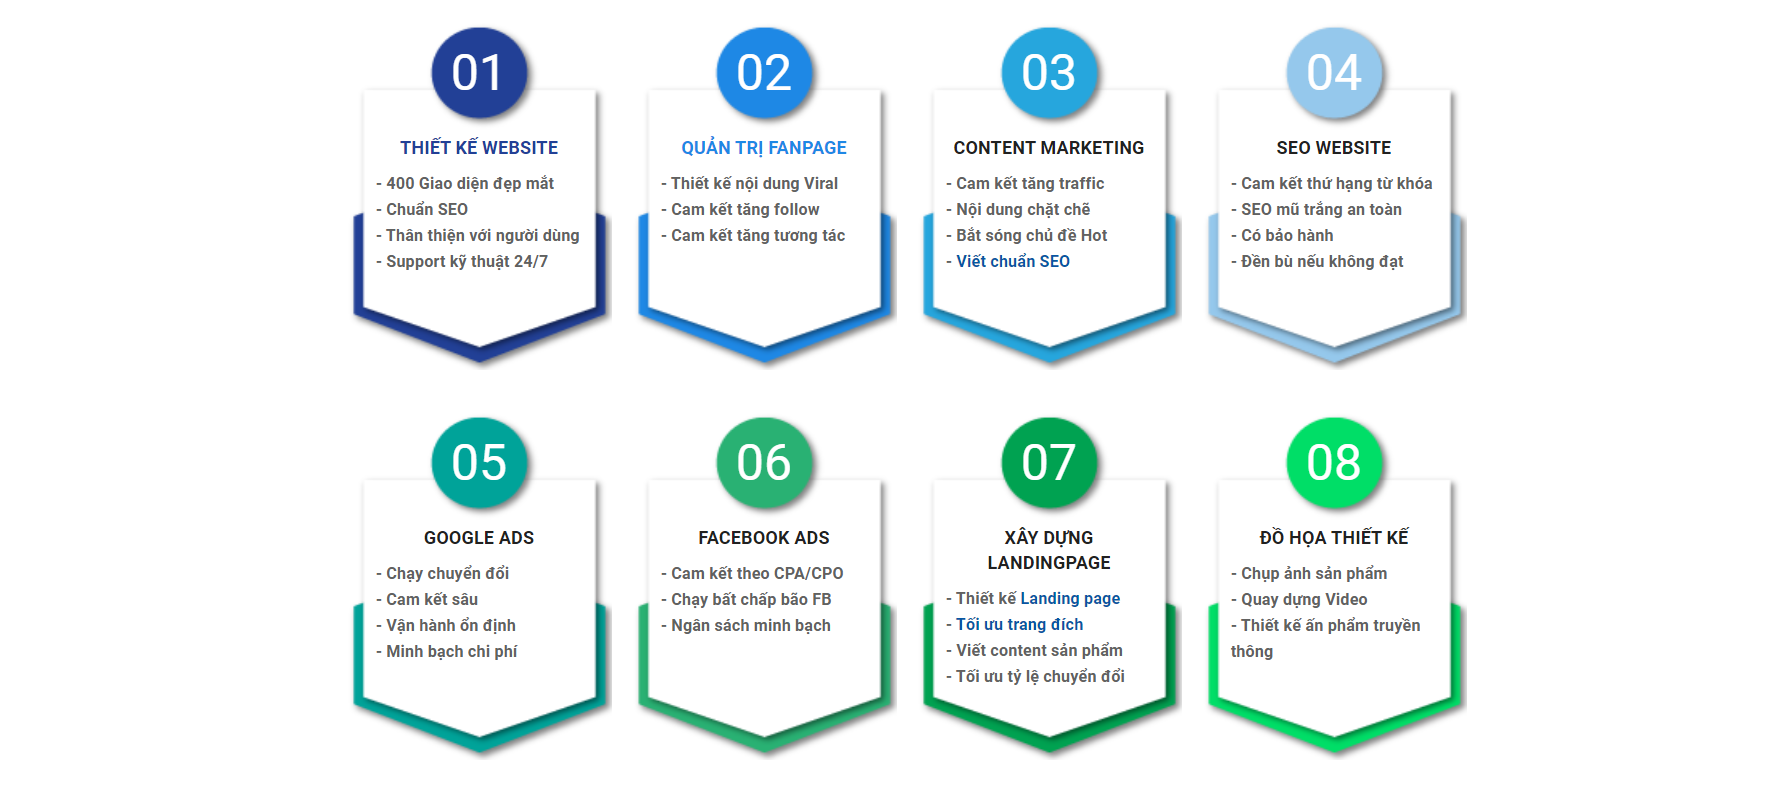 01
THIẾT KẾ WEBSITE
- 400 Giao diện đẹp mắt
- Chuẩn SEO
- Thân thiện với người dùng
- Support kỹ thuật 24/7
02
QUẢN TRỊ FANPAGE
- Thiết kế nội dung Viral
- Cam kết tăng follow
- Cam kết tăng tương tác
03
CONTENT MARKETING
- Cam kết tăng traffic
- Nội dung chặt chẽ
- Bắt sóng chủ đề Hot
- Viết chuẩn SEO
04
SEO WEBSITE
- Cam kết thứ hạng từ khóa
- SEO mũ trắng an toàn
- Có bảo hành
- Đền bù nếu không đạt
05
GOOGLE ADS
- Chạy chuyển đổi
- Cam kết sâu
- Vận hành ổn định
- Minh bạch chi phí
06
FACEBOOK ADS
- Cam kết theo CPA/CPO
- Chạy bất chấp bão FB
- Ngân sách minh bạch
07
XÂY DỰNG
LANDINGPAGE
- Thiết kế Landing page
- Tối ưu trang đích
- Viết content sản phẩm
- Tối ưu tỷ lệ chuyển đổi
08
ĐỒ HỌA THIẾT KẾ
- Chụp ảnh sản phẩm
- Quay dựng Video
- Thiết kế ấn phẩm truyền
thông